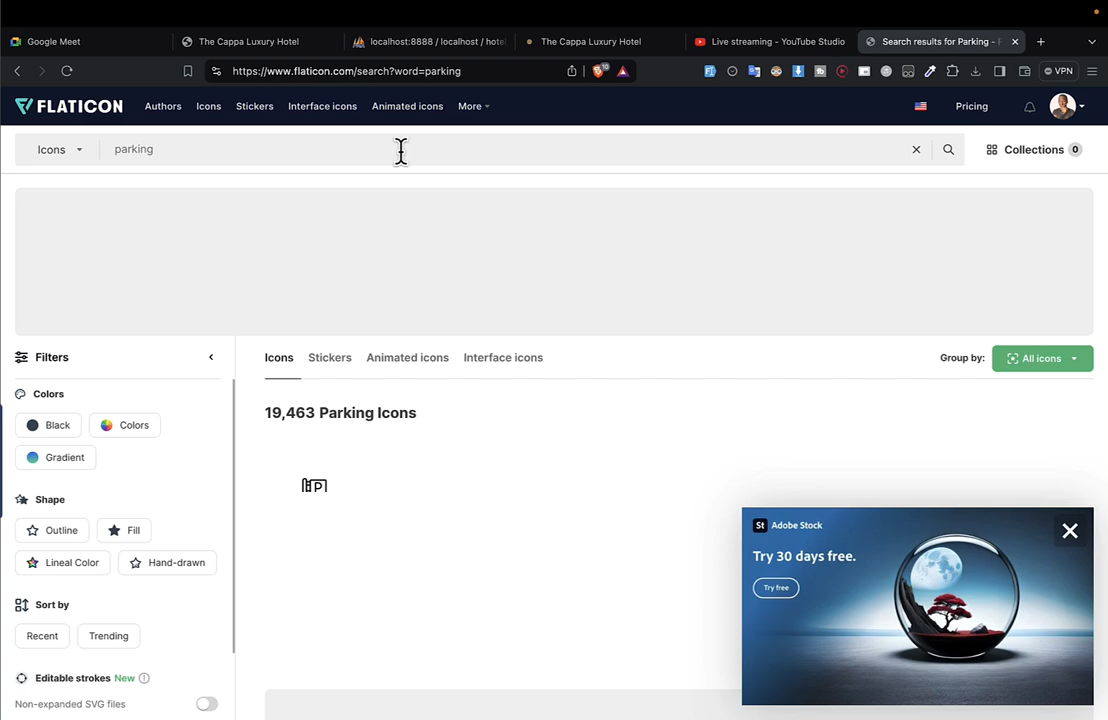 Google Meet
The Cappa Luxury Hotel
localhost:8888 / localhost / hote
The Cappa Luxury Hotel
Live streaming - YouTube Studio
Search results for Parking - F
https://www.flaticon.com/search?word=parking
10
VPN
FLATICON
Authors
Icons
Stickers
Interface icons
Animated icons
More
Pricing
Icons
parking
Collections 0
Filters
Icons
Stickers
Animated icons
Interface icons
Group by:
All icons
Colors
19,463 Parking Icons
Black
Colors
Gradient
P
Shape
Outline
Fill
Lineal Color
Hand-drawn
St Adobe Stock
Try 30 days free.
Try free
Sort by
Recent
Trending
Editable strokes New
Non-expanded SVG files